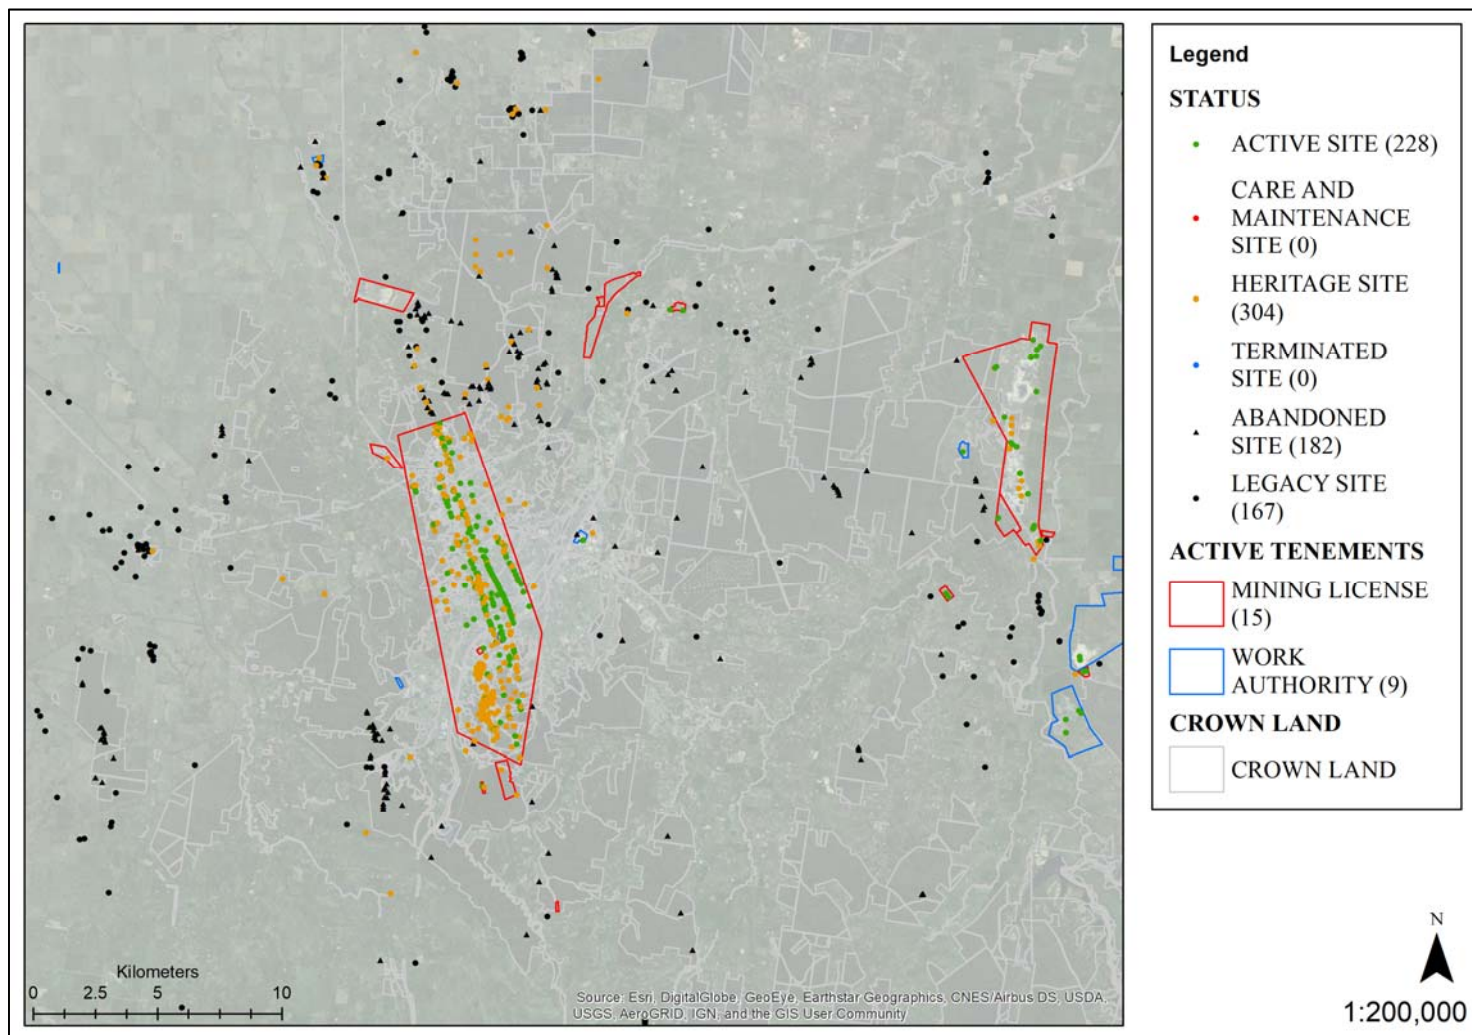 Legend
STATUS
ACTIVE SITE (228)
CARE AND
MAINTENANCE
SITE (0)
HERITAGE SITE
(304)
TERMINATED
SITE (0)
ABANDONED
SITE (182)
LEGACY SITE
(167)
ACTIVE TENEMENTS
MINING LICENSE
(15)
WORK
AUTHORITY (9)
CROWN LAND
CROWN LAND
N
1:200,000
Kilometers
0 2.5 5 10
Source: Esri, DigitalGlobe, GeoEye, Earthstar Geographics, CNES/Airbus DS, USDA,
USGS, AeroGRID, IGN, and the GIS User Community